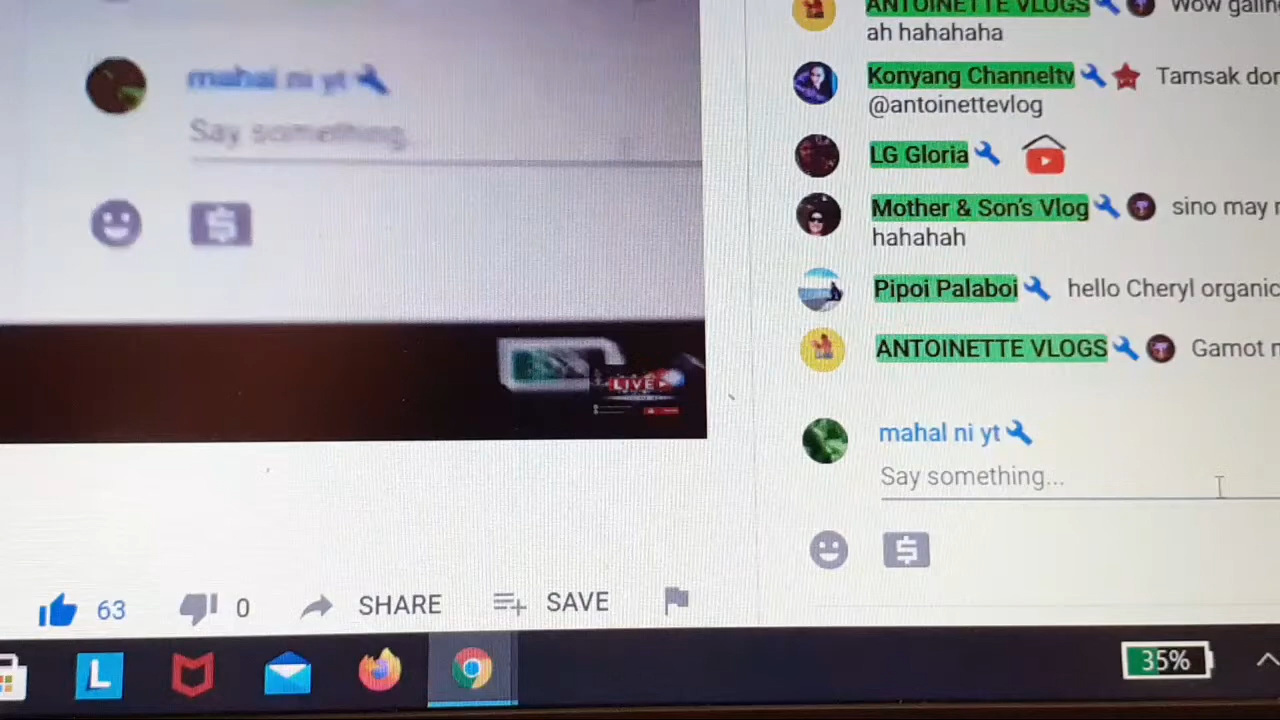 mahal ni yt
Say something...
LIVE
ANTOINETTE VLOGS Wow
ah hahahaha
Konyang Channeltv Tamsak
@antoinettevlog
LG Gloria
Mother & Son's Vlog sino may
hahahah
Pipoi Palaboi hello Cheryl organic
ANTOINETTE VLOGS Gamot
mahal ni yt
Say something...
63 0 SHARE SAVE
L 35%